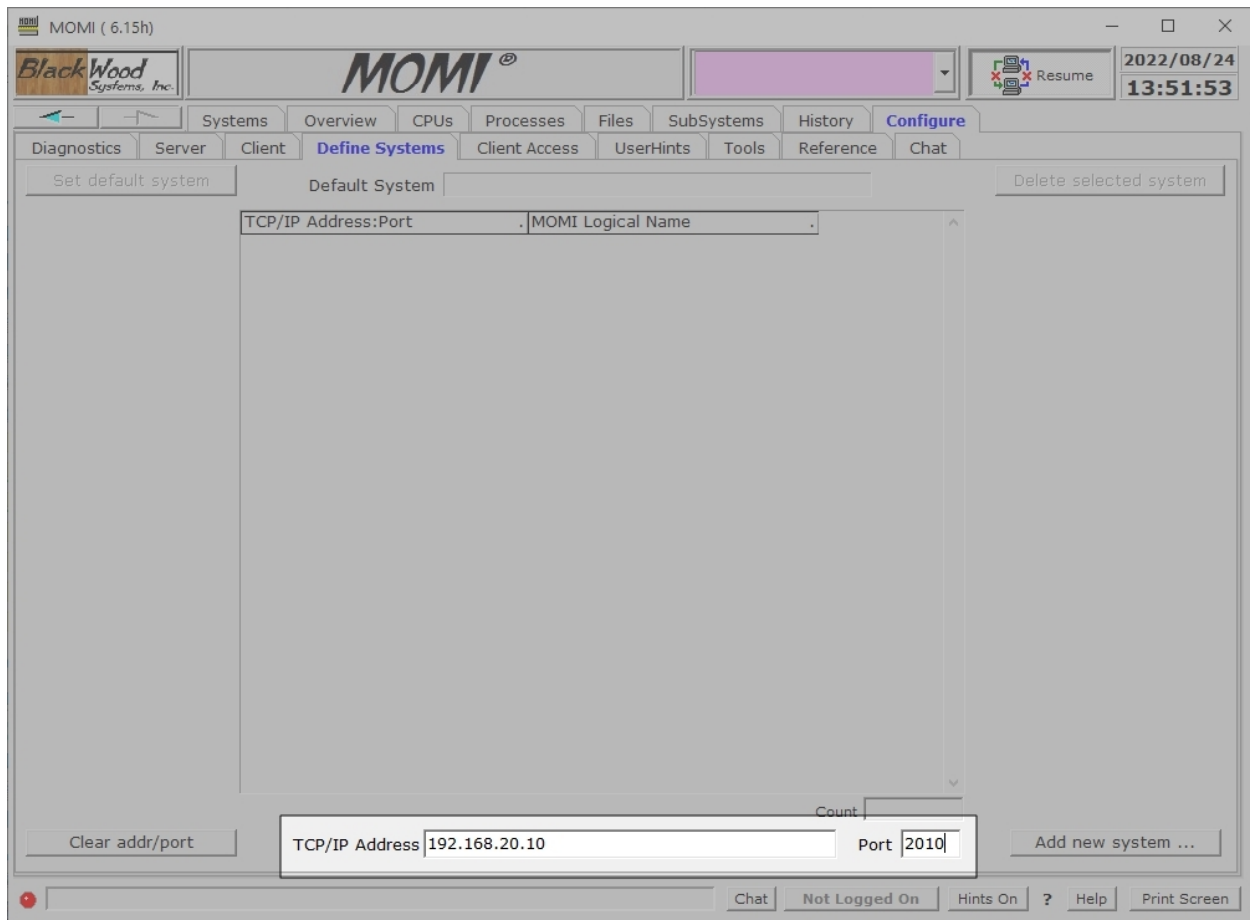 MOMI ( 6.15h)
BlackWood
Systems, Inc.
MOMI ®
Resume
2022/08/24
13:51:53
Systems Overview CPUs Processes Files SubSystems History Configure
Diagnostics Server Client Define Systems Client Access UserHints Tools Reference Chat
Set default system Default System Delete selected system
TCP/IP Address:Port . MOMI Logical Name .
Count
Clear addr/port TCP/IP Address 192.168.20.10 Port 2010 Add new system ...
Chat Not Logged On Hints On ? Help Print Screen